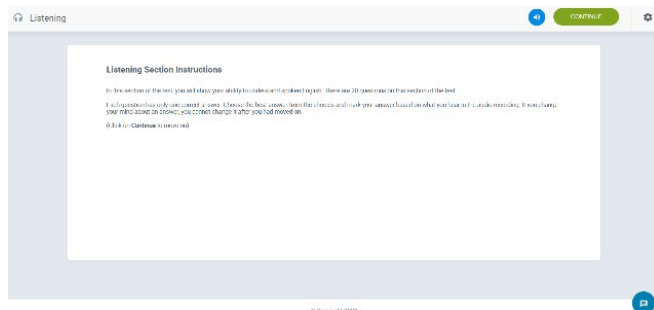 Listening
CONTINUE
Listening Section Instructions
In this section of the test, you will show your ability to understand spoken English. There are 20 questions on this section of the test.
Each question has only one correct answer. Choose the best answer from the choices and mark your answer based on what you hear in the audio recording. If you change
your mind about an answer, you cannot change it after you had moved on.
(Click on Continue to move on)